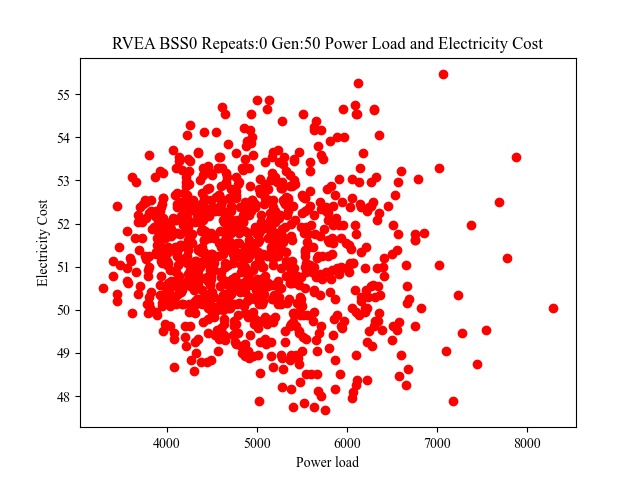 RVEA BSS0 Repeats:0 Gen:50 Power Load and Electricity Cost
55
54
53
52
51
50
49
48
Electricity Cost
4000 5000 6000 7000 8000
Power load